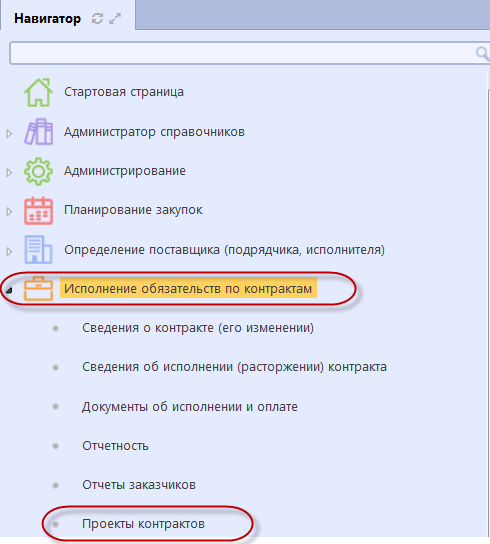 Навигатор
Стартовая страница
Администратор справочников
Администрирование
Планирование закупок
Определение поставщика (подрядчика, исполнителя)
Исполнение обязательств по контрактам
Сведения о контракте (его изменении)
Сведения об исполнении (расторжении) контракта
Документы об исполнении и оплате
Отчетность
Отчеты заказчиков
Проекты контрактов